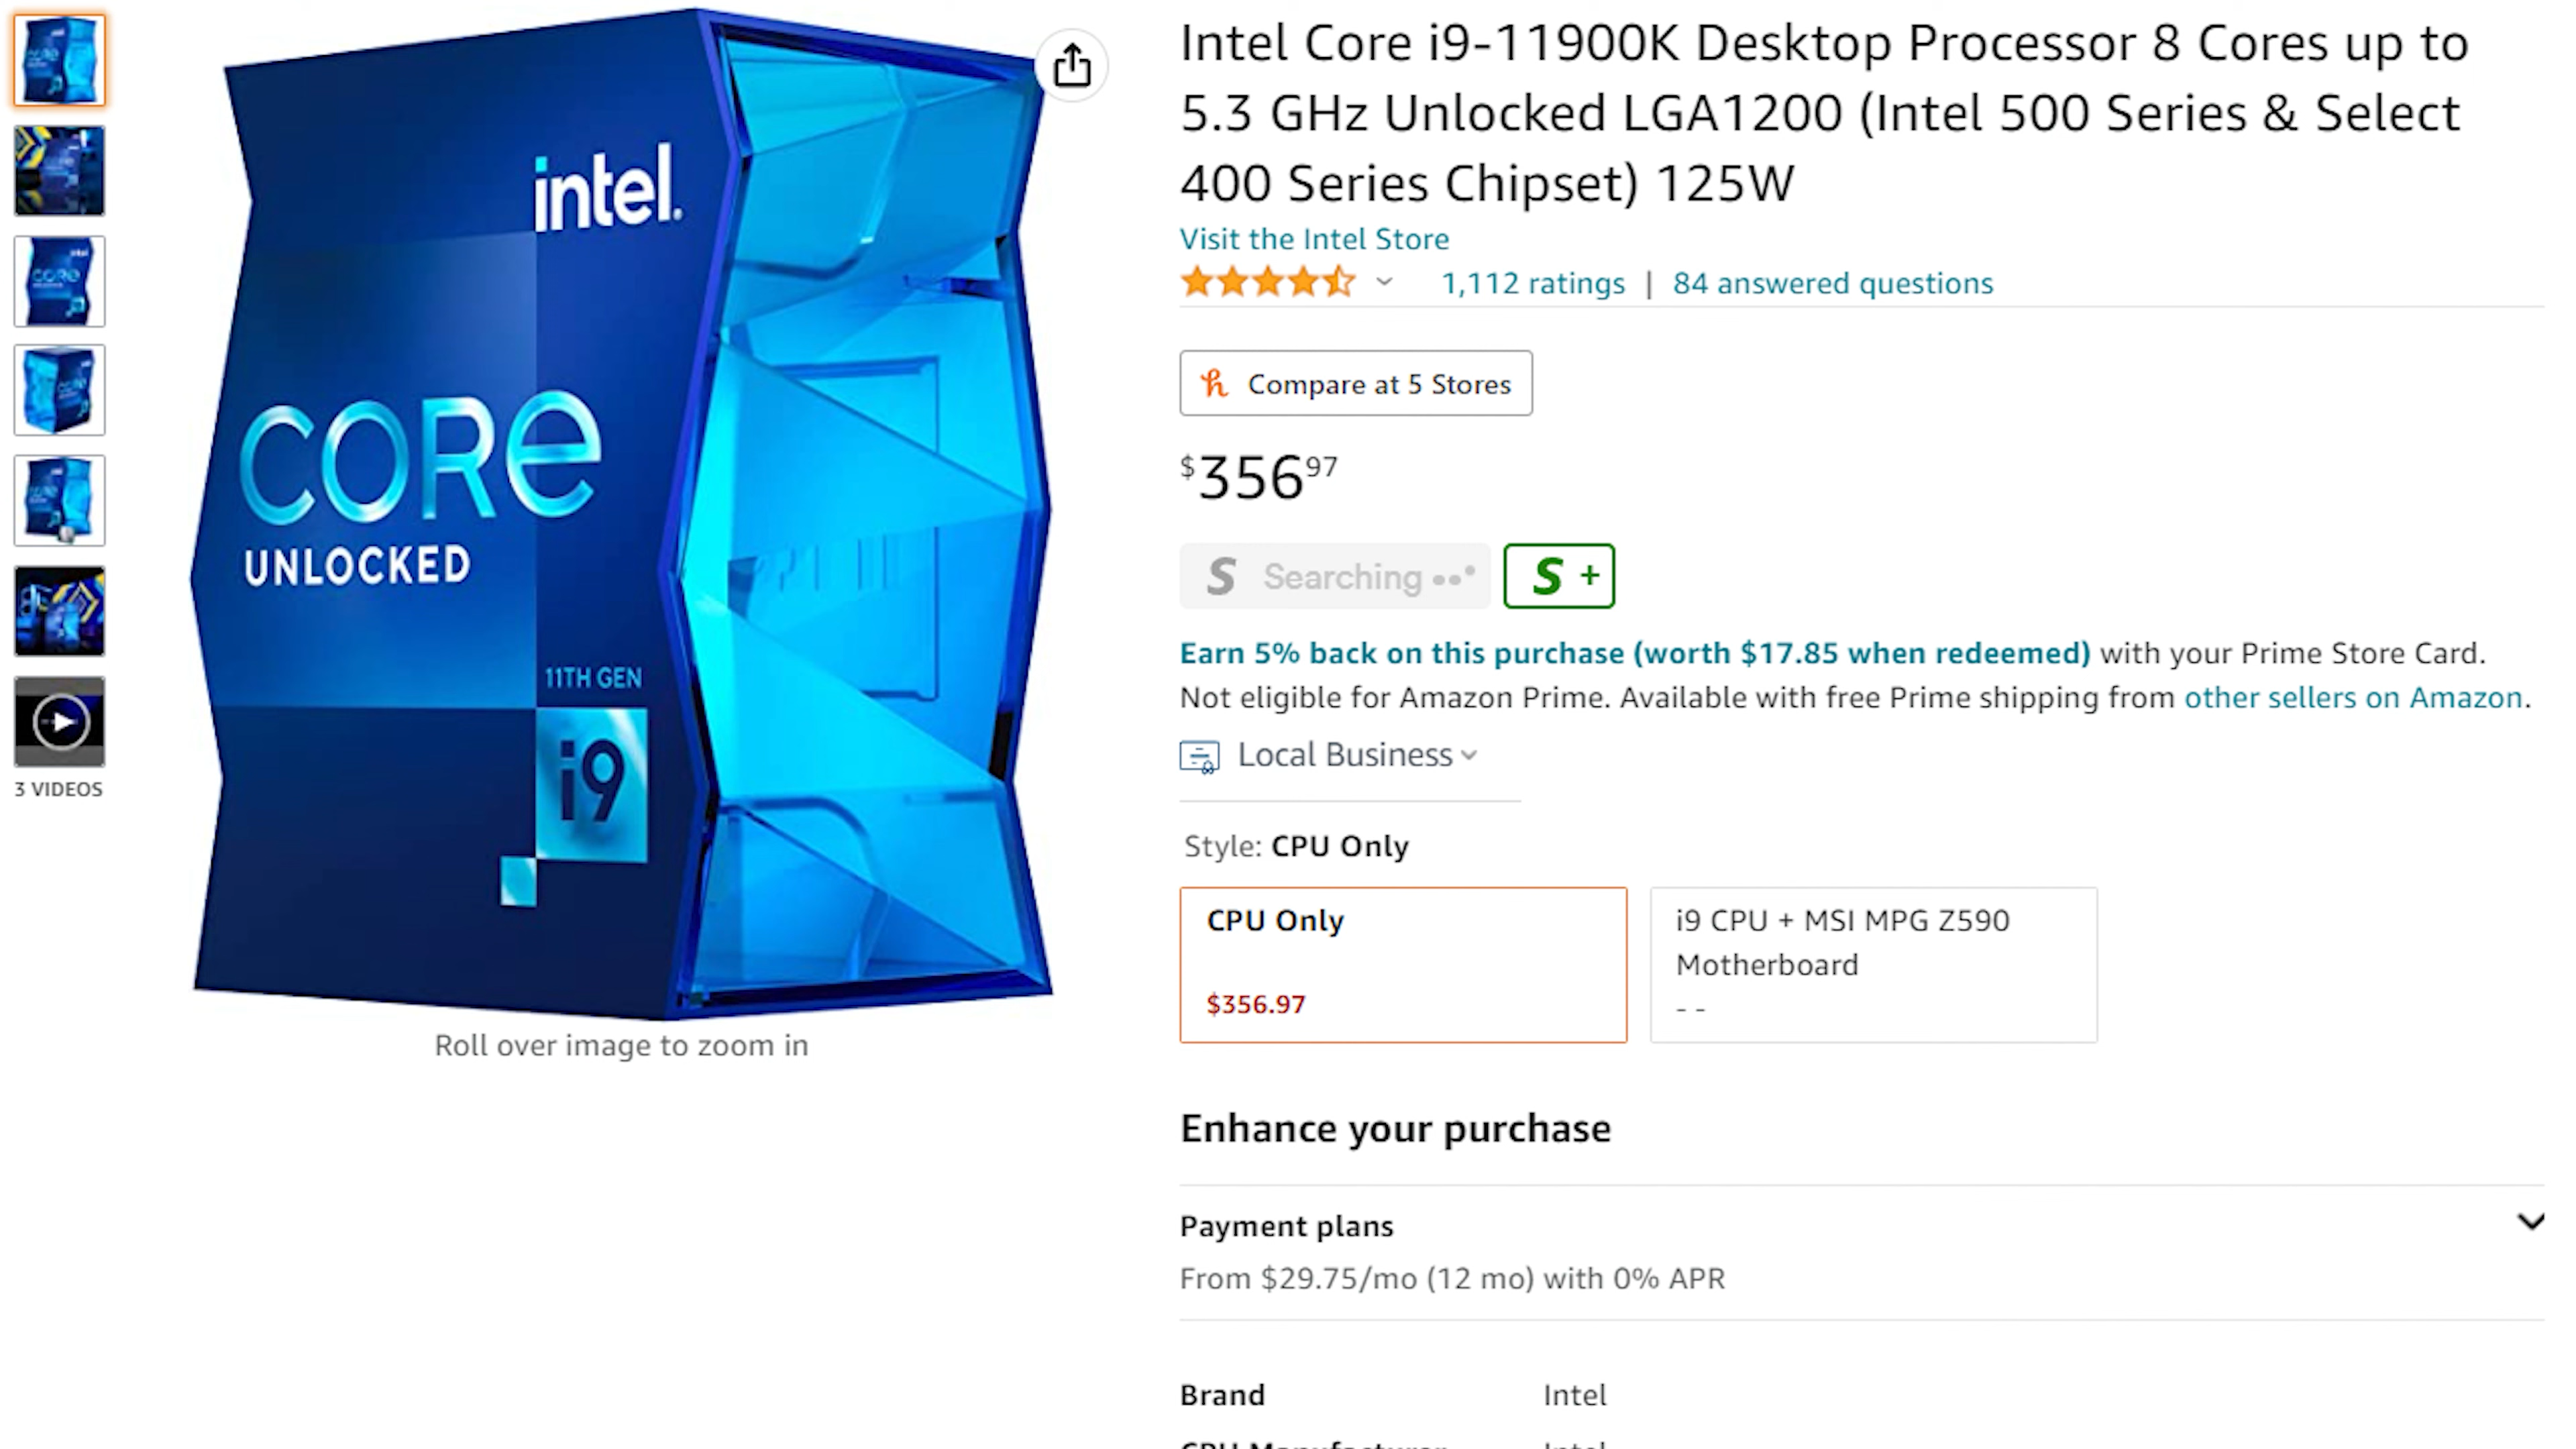 3 VIDEOS
intel.
CORe
UNLOCKED
11TH GEN
i9
Roll over image to zoom in
Intel Core i9-11900K Desktop Processor 8 Cores up to
5.3 GHz Unlocked LGA1200 (Intel 500 Series & Select
400 Series Chipset) 125W
Visit the Intel Store
1,112 ratings | 84 answered questions
Compare at 5 Stores
$356 97
S Searching
S +
Earn 5% back on this purchase (worth $17.85 when redeemed) with your Prime Store Card.
Not eligible for Amazon Prime. Available with free Prime shipping from other sellers on Amazon.
Local Business
Style: CPU Only
CPU Only
$356.97
i9 CPU + MSI MPG Z590
Motherboard
--
Enhance your purchase
Payment plans
From $29.75/mo (12 mo) with 0% APR
Brand Intel
CPU Manufacturer Intel